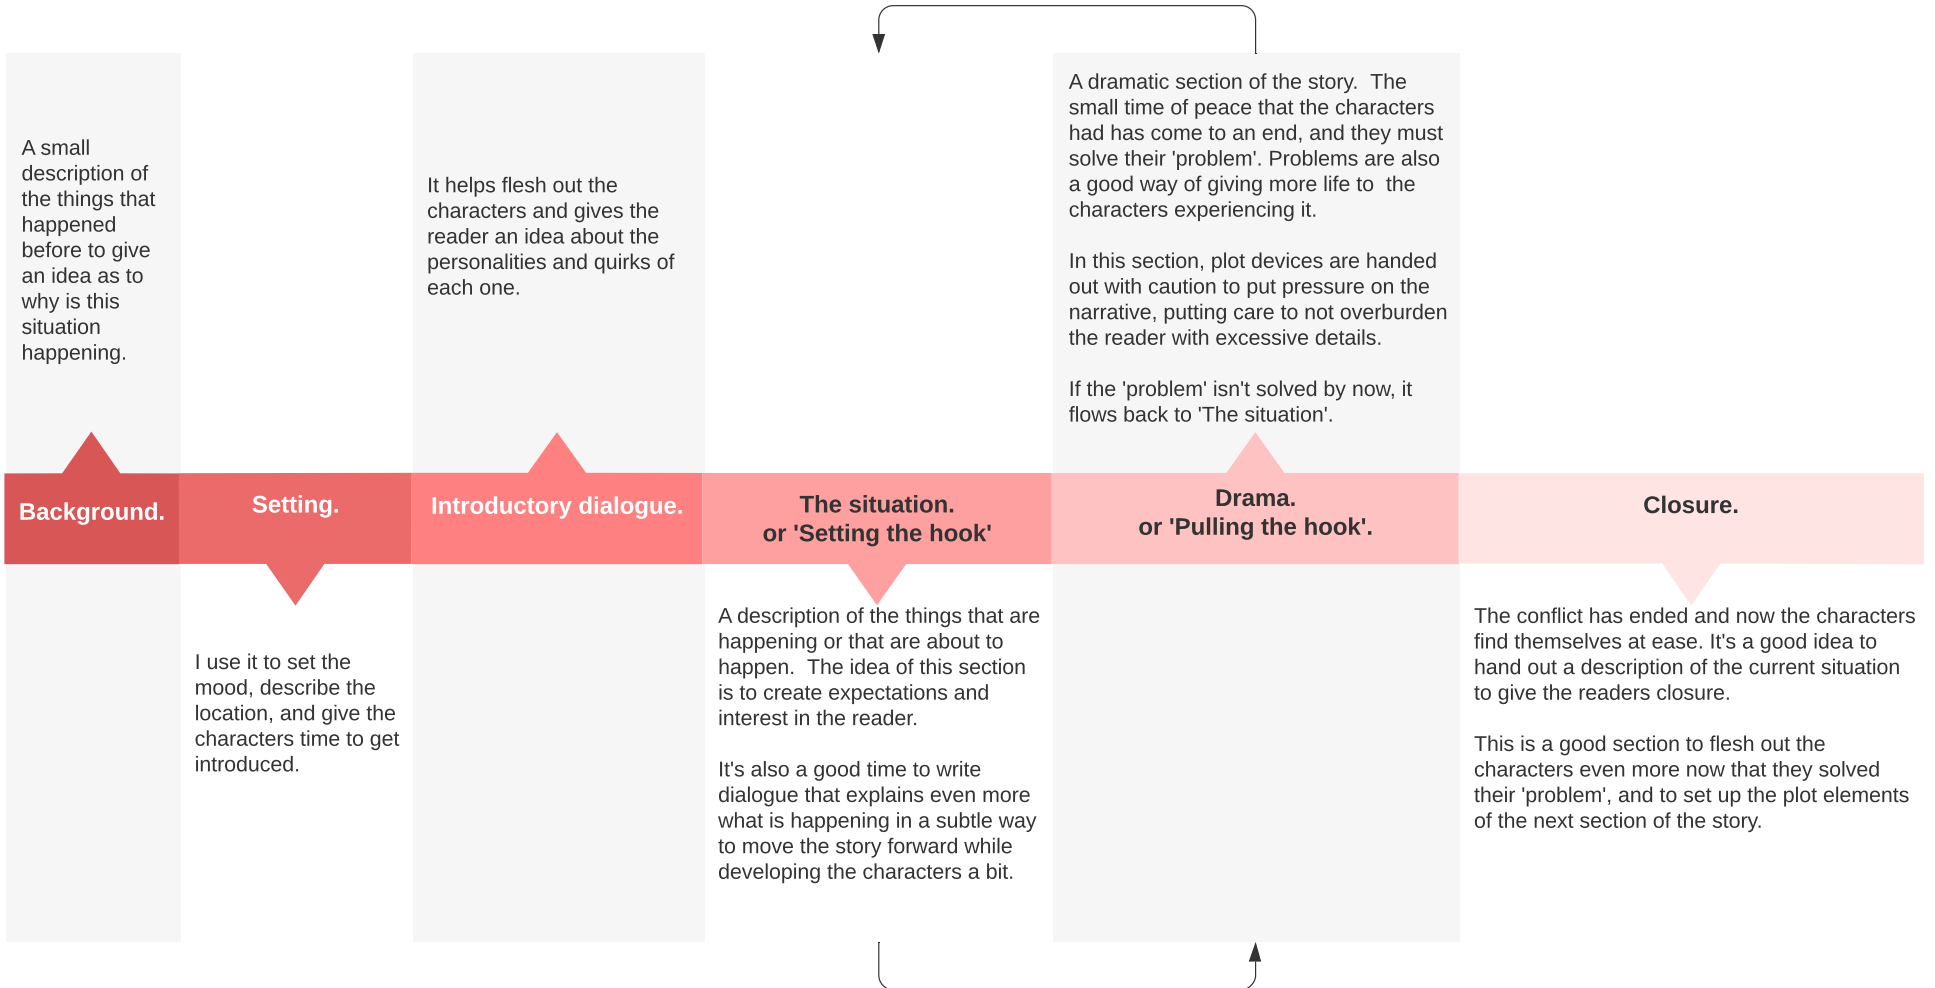 A small
description of
the things that
happened
before to give
an idea as to
why is this
situation
happening.
Background.
Setting.
I use it to set the
mood, describe the
location, and give the
characters time to get
introduced.
It helps flesh out the
characters and gives the
reader an idea about the
personalities and quirks of
each one.
Introductory dialogue.
The situation.
or 'Setting the hook'
A description of the things that are
happening or that are about to
happen.  The idea of this section
is to create expectations and
interest in the reader.
It's also a good time to write
dialogue that explains even more
what is happening in a subtle way
to move the story forward while
developing the characters a bit.
A dramatic section of the story.  The
small time of peace that the characters
had has come to an end, and they must
solve their 'problem'. Problems are also
a good way of giving more life to  the
characters experiencing it.
In this section, plot devices are handed
out with caution to put pressure on the
narrative, putting care to not overburden
the reader with excessive details.
If the 'problem' isn't solved by now, it
flows back to 'The situation'.
Drama.
or 'Pulling the hook'.
Closure.
The conflict has ended and now the characters
find themselves at ease. It's a good idea to
hand out a description of the current situation
to give the readers closure.
This is a good section to flesh out the
characters even more now that they solved
their 'problem', and to set up the plot elements
of the next section of the story.